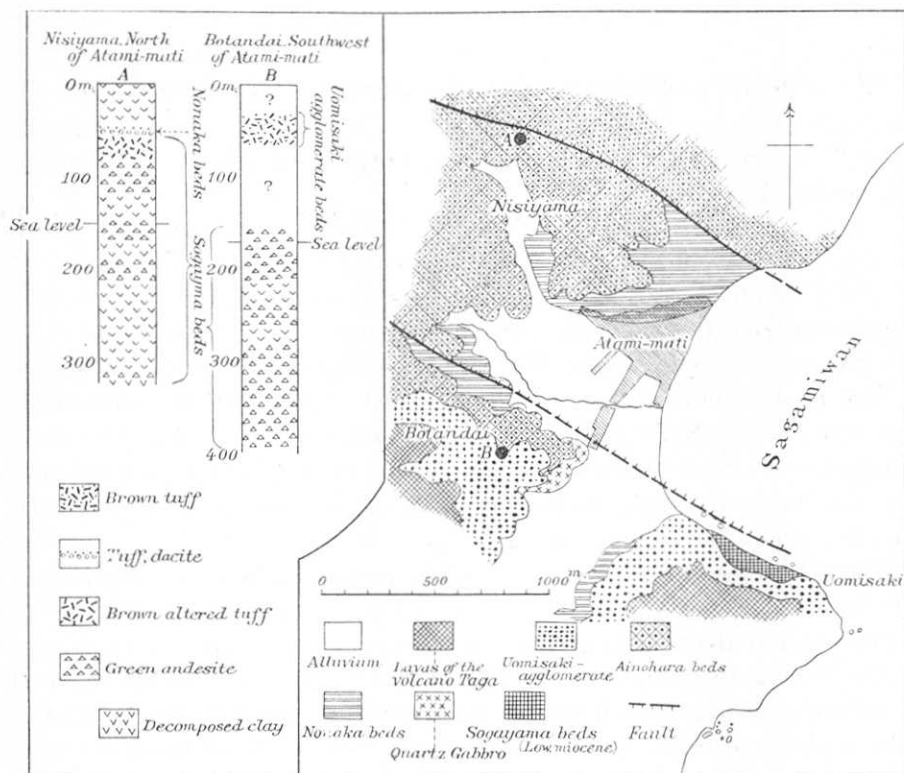 Nisiyama, North
of Atami-mati
A
0m
100
Sea level
200
300
Nonaka beds
Sogayma beds
Botandai, Southwest
of Atami-mati
B
0m
?
100
?
Sea level
200
300
400
Uomisaki
agglomerate beds
Brown tuff
Tuff, dacite
Brown altered tuff
Green andesite
Decomposed clay
A
Nisiyama
Atami-mati
Sagamiwan
Botandai
B
Uomisaki
0 500 1000 m
Alluvium
Lavas of the
volcano Taga
Uomisaki-
agglomerate
Ainohara beds
Nonaka beds
Quartz Gabbro
Sogayama beds
(Low. miocene)
Fault